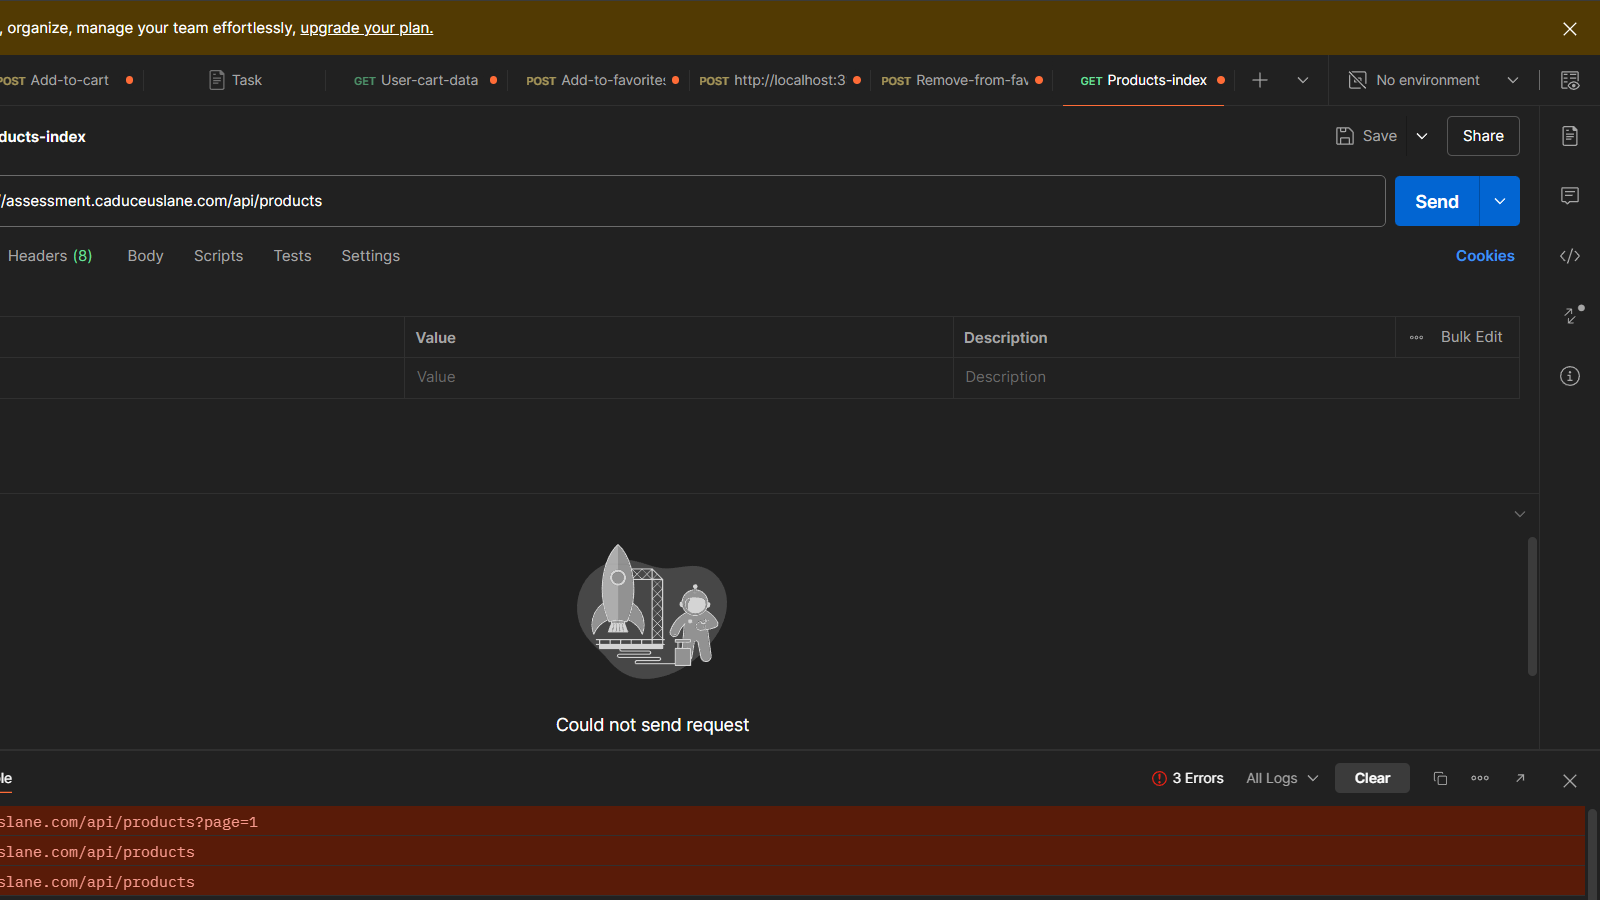 , organize, manage your team effortlessly, upgrade your plan.
POST Add-to-cart Task GET User-cart-data POST Add-to-favorites POST http://localhost:3 POST Remove-from-fav GET Products-index No environment
ducts-index Save Share
//assessment.caduceuslane.com/api/products Send
Headers (8) Body Scripts Tests Settings Cookies
Value Description Bulk Edit
Value Description
Could not send request
le 3 Errors All Logs Clear
slane.com/api/products?page=1
slane.com/api/products
slane.com/api/products